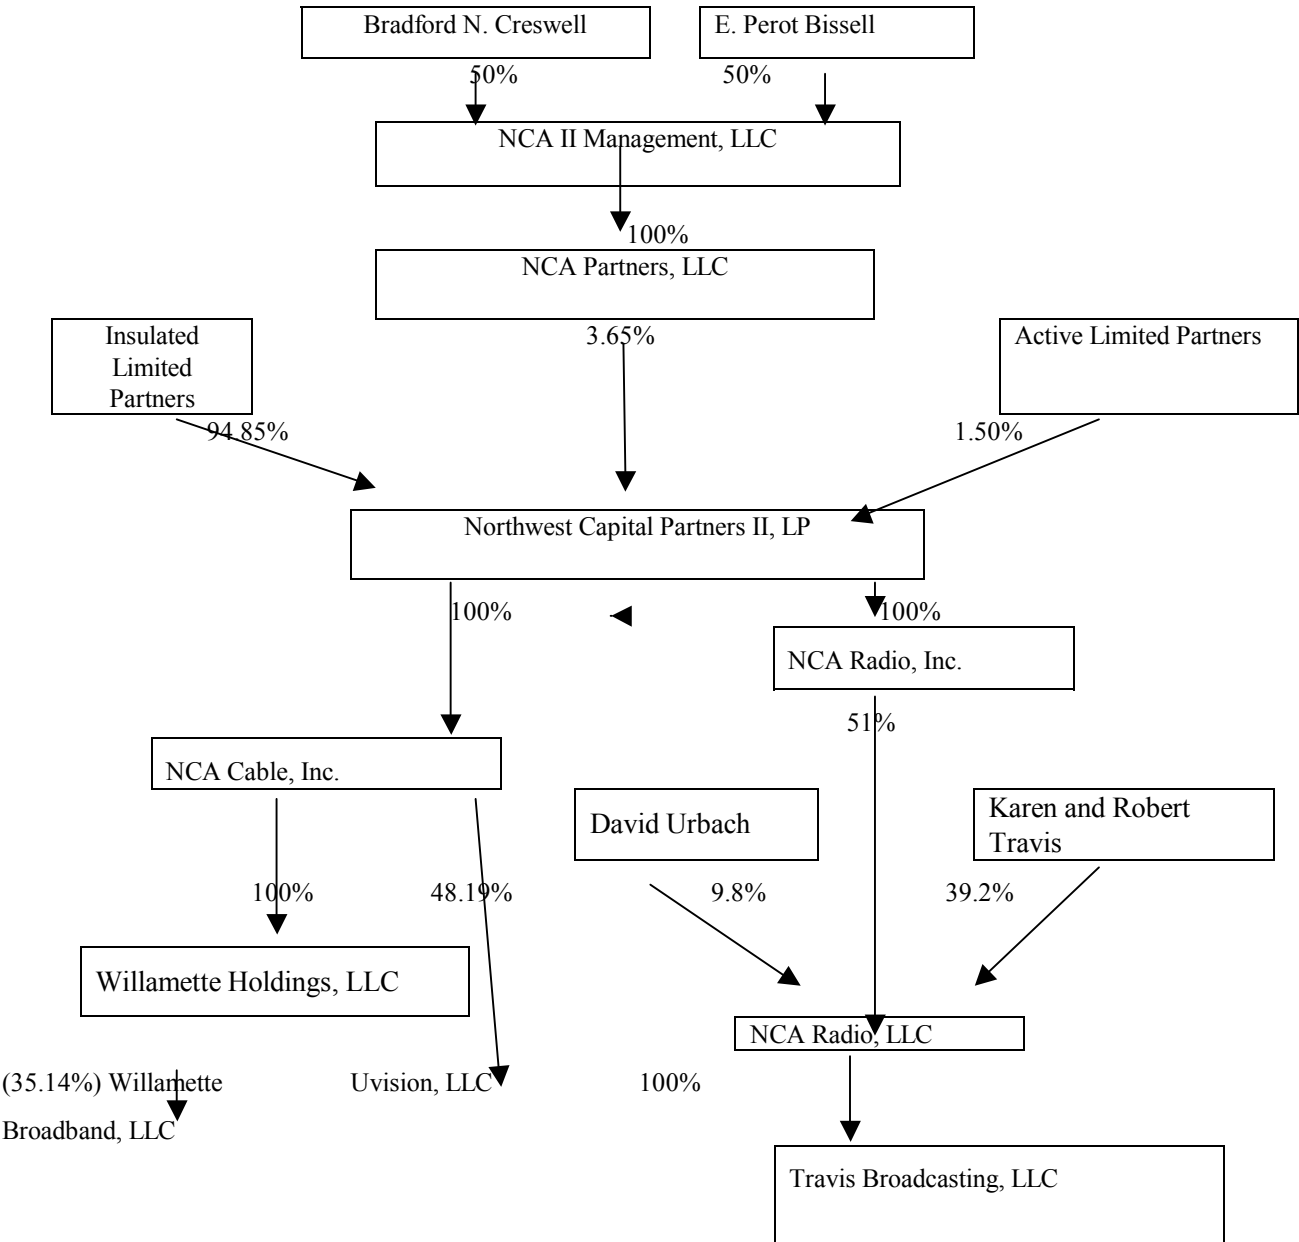 Bradford N. Creswell
E. Perot Bissell
50%
50%
NCA II Management, LLC
100%
NCA Partners, LLC
Insulated
Limited
Partners
3.65%
Active Limited Partners
94.85%
1.50%
Northwest Capital Partners II, LP
100%
100%
NCA Radio, Inc.
51%
NCA Cable, Inc.
David Urbach
Karen and Robert
Travis
100%
48.19%
9.8%
39.2%
Willamette Holdings, LLC
NCA Radio, LLC
(35.14%) Willamette
Broadband, LLC
Uvision, LLC
100%
Travis Broadcasting, LLC